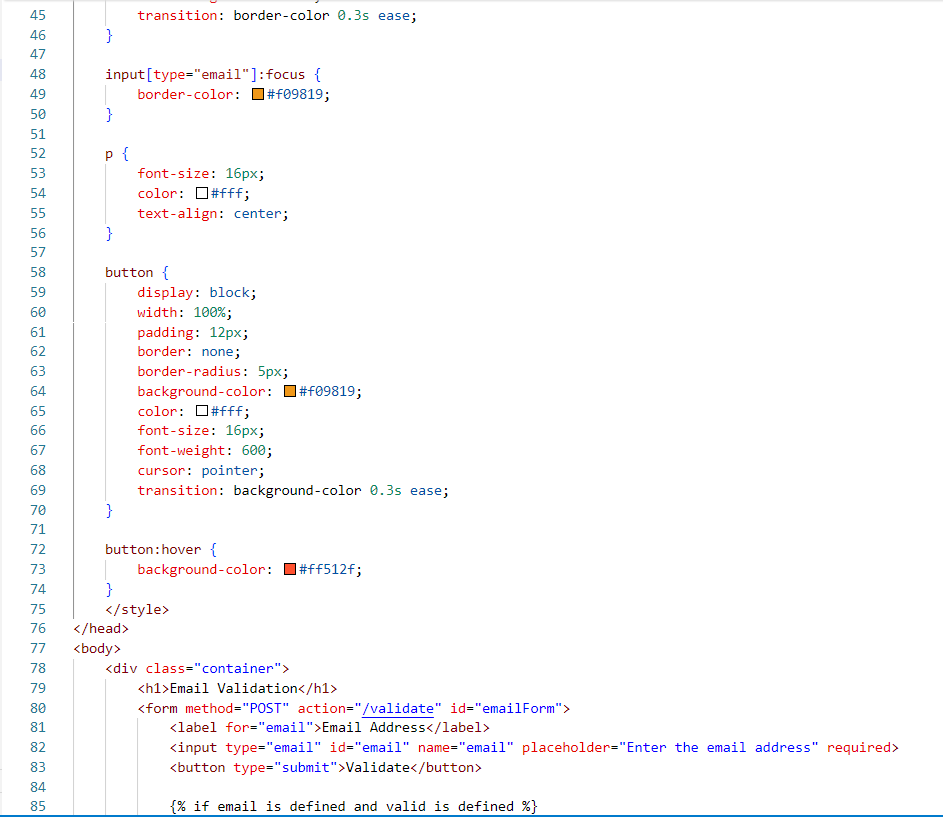 45 transition: border-color 0.3s ease;
46 }
47
48 input[type="email"]:focus {
49 border-color: #f09819;
50 }
51
52 p {
53 font-size: 16px;
54 color: #fff;
55 text-align: center;
56 }
57
58 button {
59 display: block;
60 width: 100%;
61 padding: 12px;
62 border: none;
63 border-radius: 5px;
64 background-color: #f09819;
65 color: #fff;
66 font-size: 16px;
67 font-weight: 600;
68 cursor: pointer;
69 transition: background-color 0.3s ease;
70 }
71
72 button:hover {
73 background-color: #ff512f;
74 }
75 </style>
76 </head>
77 <body>
78 <div class="container">
79 <h1>Email Validation</h1>
80 <form method="POST" action="/validate" id="emailForm">
81 <label for="email">Email Address</label>
82 <input type="email" id="email" name="email" placeholder="Enter the email address" required>
83 <button type="submit">Validate</button>
84
85 {% if email is defined and valid is defined %}